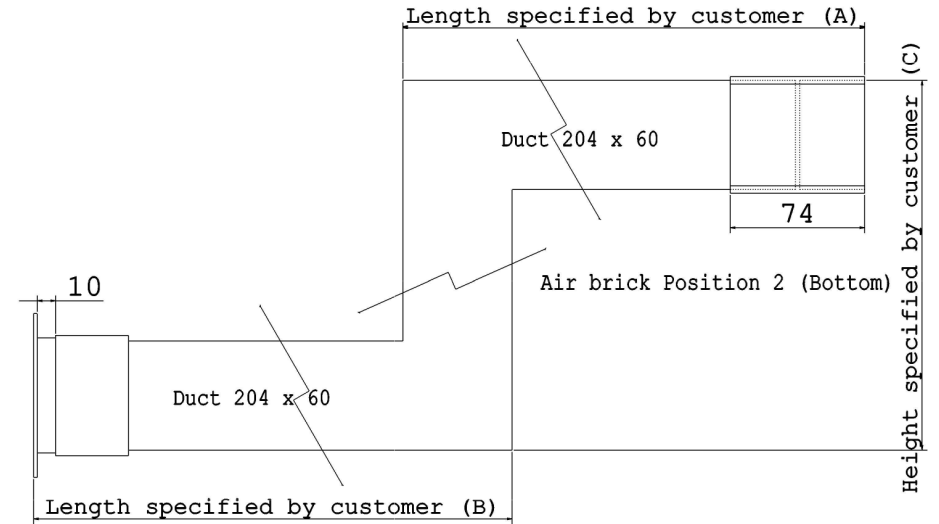 Length specified by customer (A)
Height specified by customer (C)
Duct 204 x 60
74
Air brick Position 2 (Bottom)
10
Duct 204 x 60
Length specified by customer (B)